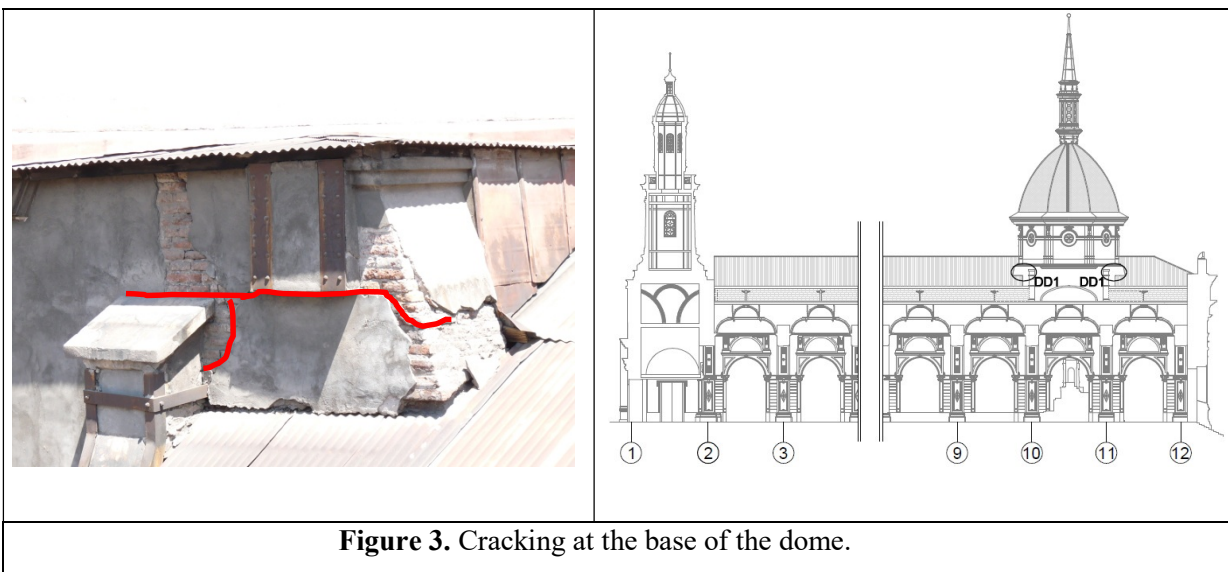 DD1 DD1
1 2 3 9 10 11 12
Figure 3. Cracking at the base of the dome.